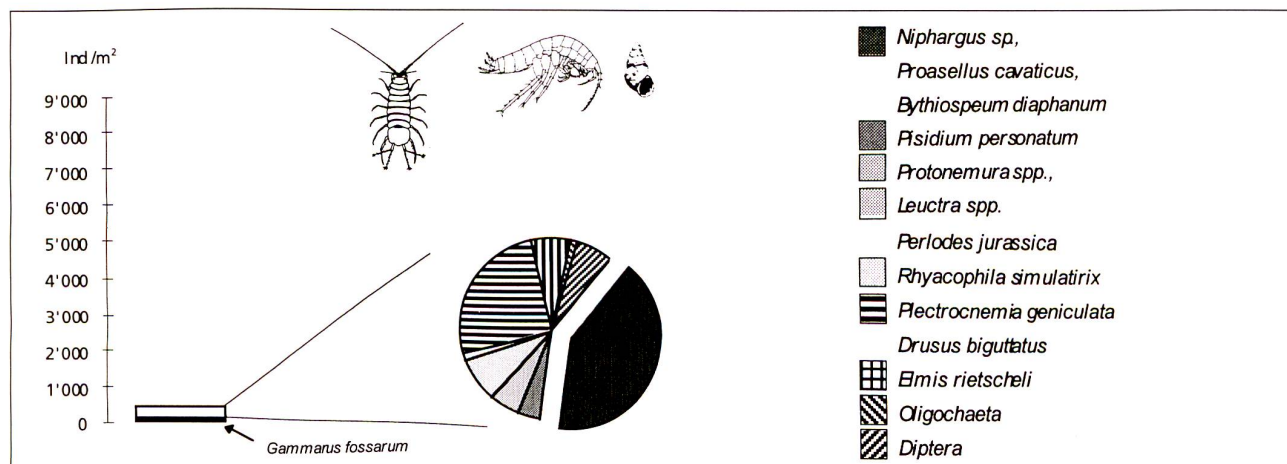 Ind/m²
9'000
8'000
7'000
6'000
5'000
4'000
3'000
2'000
1'000
0
Gammarus fossarum
Niphargus sp.,
Proasellus cavaticus,
Bythiospeum diaphanum
Pisidium personatum
Protonemura spp.,
Leuctra spp.
Perlodes jurassica
Rhyacophila simulatirix
Plectrocnemia geniculata
Drusus biguttatus
Elmis rietscheli
Oligochaeta
Diptera